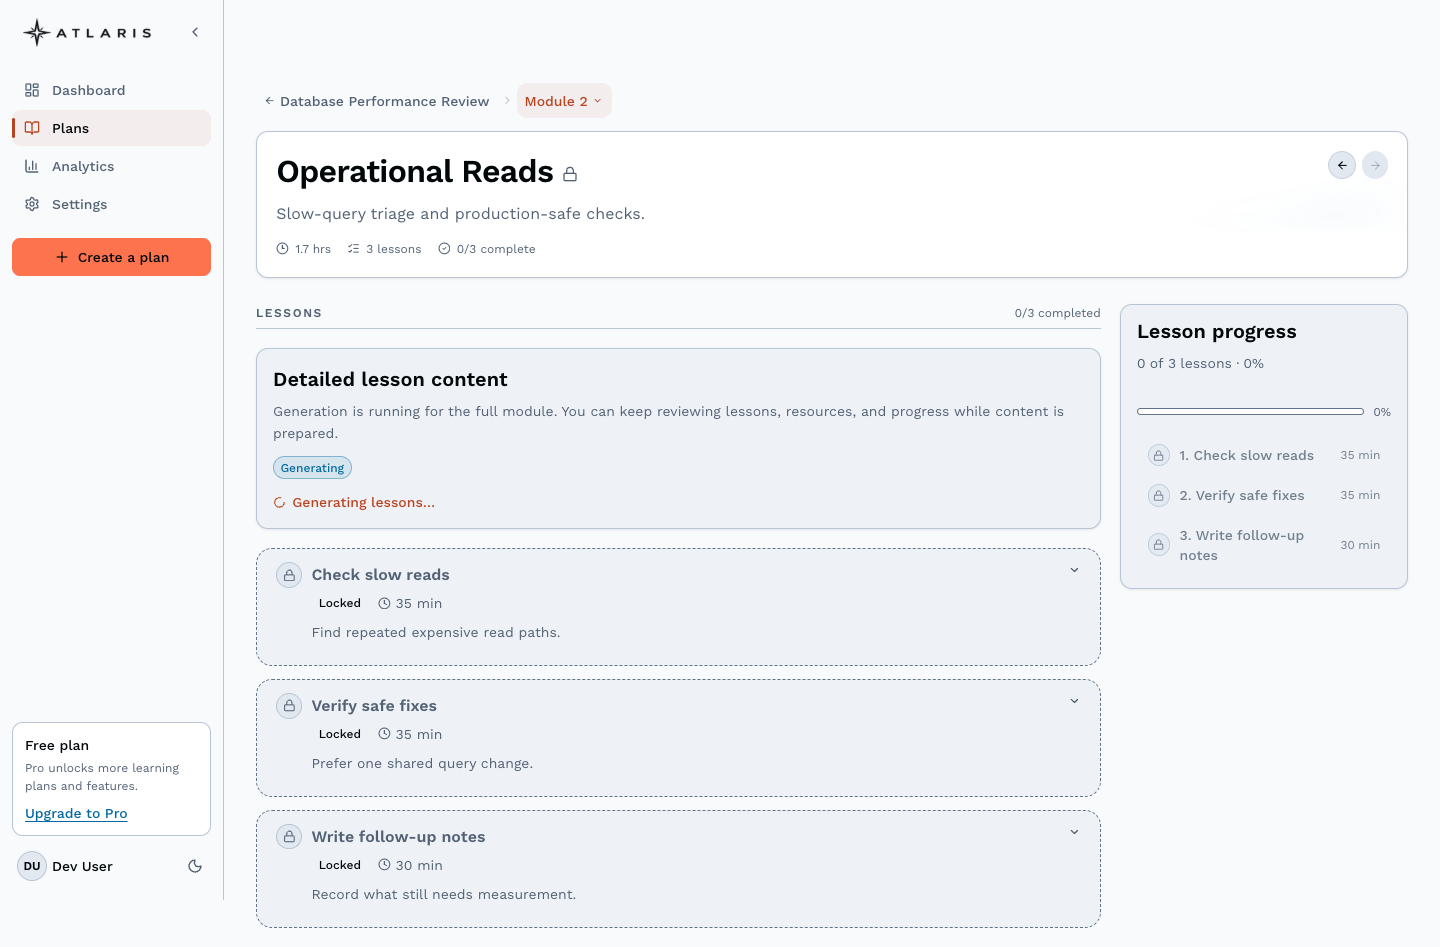 ATLARIS
Dashboard
Plans
Analytics
Settings
Create a plan
Free plan
Pro unlocks more learning
plans and features.
Upgrade to Pro
DU Dev User
Database Performance Review
Module 2
Operational Reads
Slow-query triage and production-safe checks.
1.7 hrs 3 lessons 0/3 complete
LESSONS 0/3 completed
Detailed lesson content
Generation is running for the full module. You can keep reviewing lessons, resources, and progress while content is
prepared.
Generating
Generating lessons...
Check slow reads
Locked 35 min
Find repeated expensive read paths.
Verify safe fixes
Locked 35 min
Prefer one shared query change.
Write follow-up notes
Locked 30 min
Record what still needs measurement.
Lesson progress
0 of 3 lessons · 0%
0%
1. Check slow reads 35 min
2. Verify safe fixes 35 min
3. Write follow-up
notes 30 min